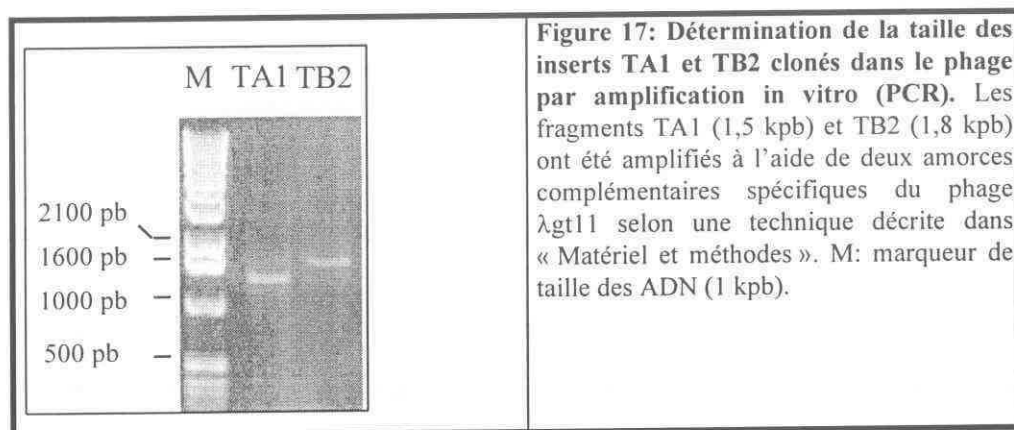 M TA1 TB2
2100 pb
1600 pb
1000 pb
500 pb
Figure 17: Détermination de la taille des
inserts TA1 et TB2 clonés dans le phage
par amplification in vitro (PCR). Les
fragments TA1 (1,5 kpb) et TB2 (1,8 kpb)
ont été amplifiés à l'aide de deux amorces
complémentaires spécifiques du phage
λgt11 selon une technique décrite dans
« Matériel et méthodes ». M: marqueur de
taille des ADN (1 kpb).